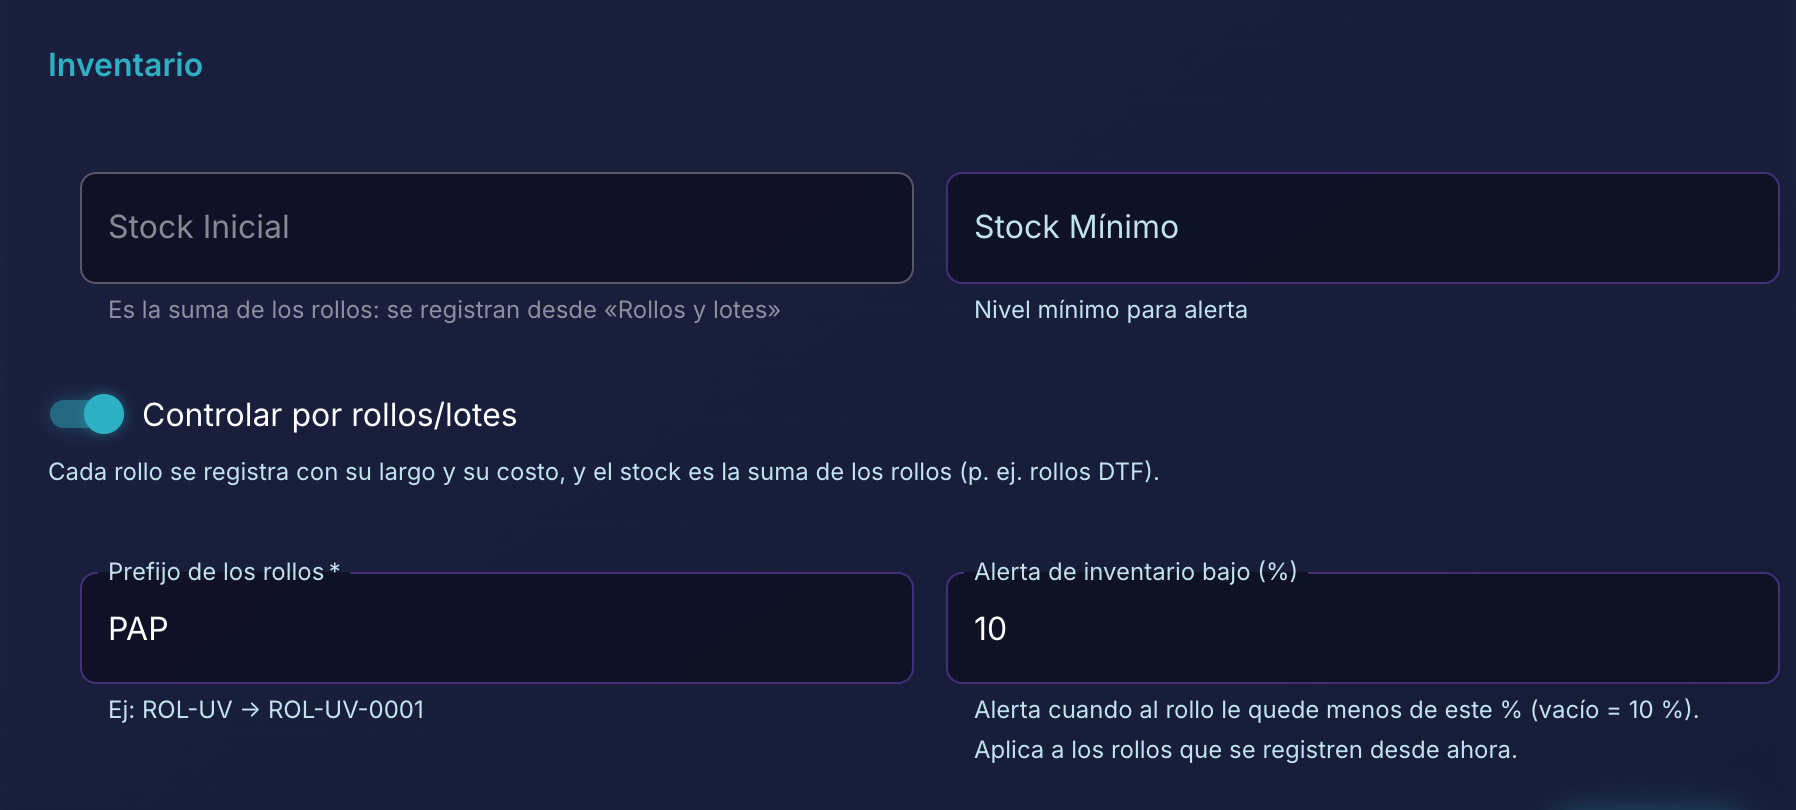 Inventario
Stock Inicial
Stock Mínimo
Es la suma de los rollos: se registran desde «Rollos y lotes»
Nivel mínimo para alerta
Controlar por rollos/lotes
Cada rollo se registra con su largo y su costo, y el stock es la suma de los rollos (p. ej. rollos DTF).
Prefijo de los rollos *
PAP
Ej: ROL-UV → ROL-UV-0001
Alerta de inventario bajo (%)
10
Alerta cuando al rollo le quede menos de este % (vacío = 10 %).
Aplica a los rollos que se registren desde ahora.